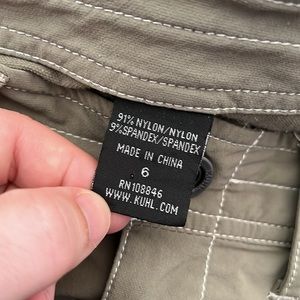 91% NYLON/NYLON
9%SPANDEX/SPANDEX
MADE IN CHINA
6
RN108846
WWW.KUHL.COM